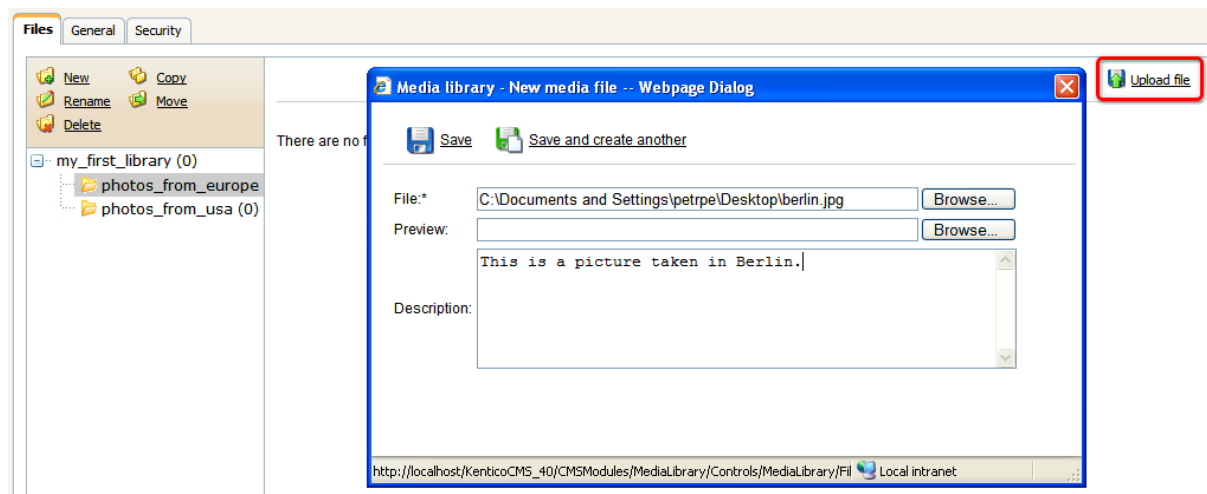 Files General Security
New Copy
Rename Move
Delete
my_first_library (0)
photos_from_europe
photos_from_usa (0)
Upload file
There are no f
Media library - New media file -- Webpage Dialog
Save Save and create another
File:* C:\Documents and Settings\petrpe\Desktop\berlin.jpg Browse...
Preview: Browse...
This is a picture taken in Berlin.
Description:
http://localhost/KenticoCMS_40/CMSModules/MediaLibrary/Controls/MediaLibrary/Fil Local intranet